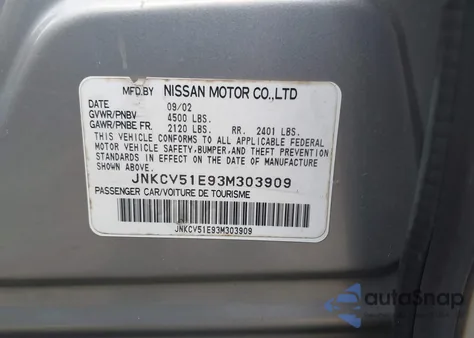 MFD.BY NISSAN MOTOR CO.,LTD
DATE 09/02
GVWR/PNBV 4500 LBS.
GAWR/PNBE FR. 2120 LBS. RR. 2401 LBS.
THIS VEHICLE CONFORMS TO ALL APPLICABLE FEDERAL
MOTOR VEHICLE SAFETY,BUMPER,AND THEFT PREVENTION
STANDARDS IN EFFECT ON THE DATE OF MANUFACTURE
SHOWN ABOVE.
JNKCV51E93M303909
PASSENGER CAR/VOITURE DE TOURISME
JNKCV51E93M303909
autoSnap